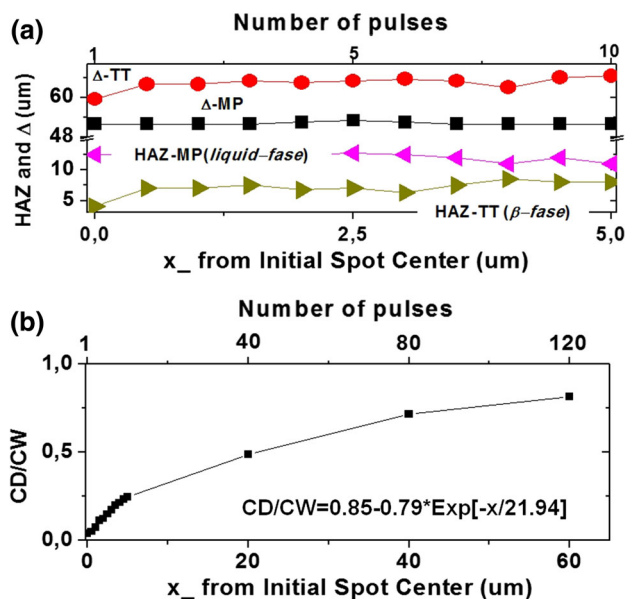 (a)
Number of pulses
1 5 10
Δ-TT
60
Δ-MP
48
HAZ-MP(liquid–fase)
10
5
HAZ-TT (β–fase)
HAZ and Δ (um)
0,0 2,5 5,0
x_ from Initial Spot Center (um)
(b)
Number of pulses
1 40 80 120
1,0
0,5
0,0
CD/CW
CD/CW=0.85-0.79*Exp[-x/21.94]
0 20 40 60
x_ from Initial Spot Center (um)